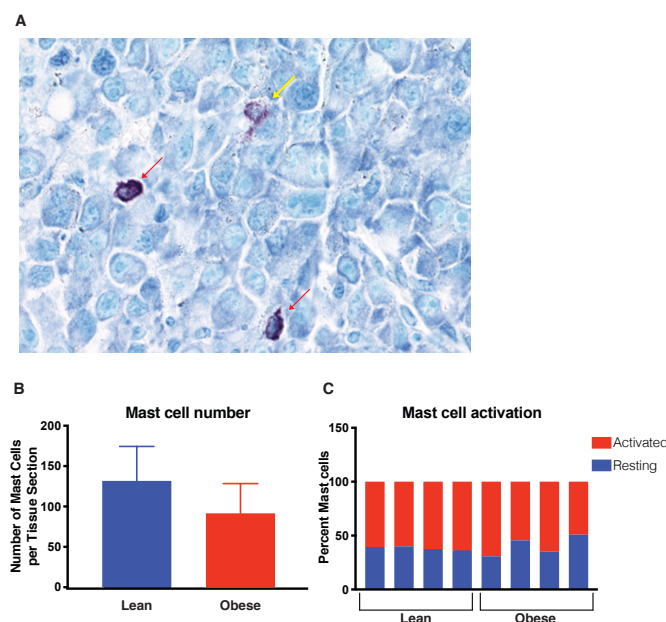 A
B
Mast cell number
Number of Mast Cells
per Tissue Section
200
150
100
50
0
Lean
Obese
C
Mast cell activation
Percent Mast cells
150
100
50
0
Activated
Resting
Lean
Obese